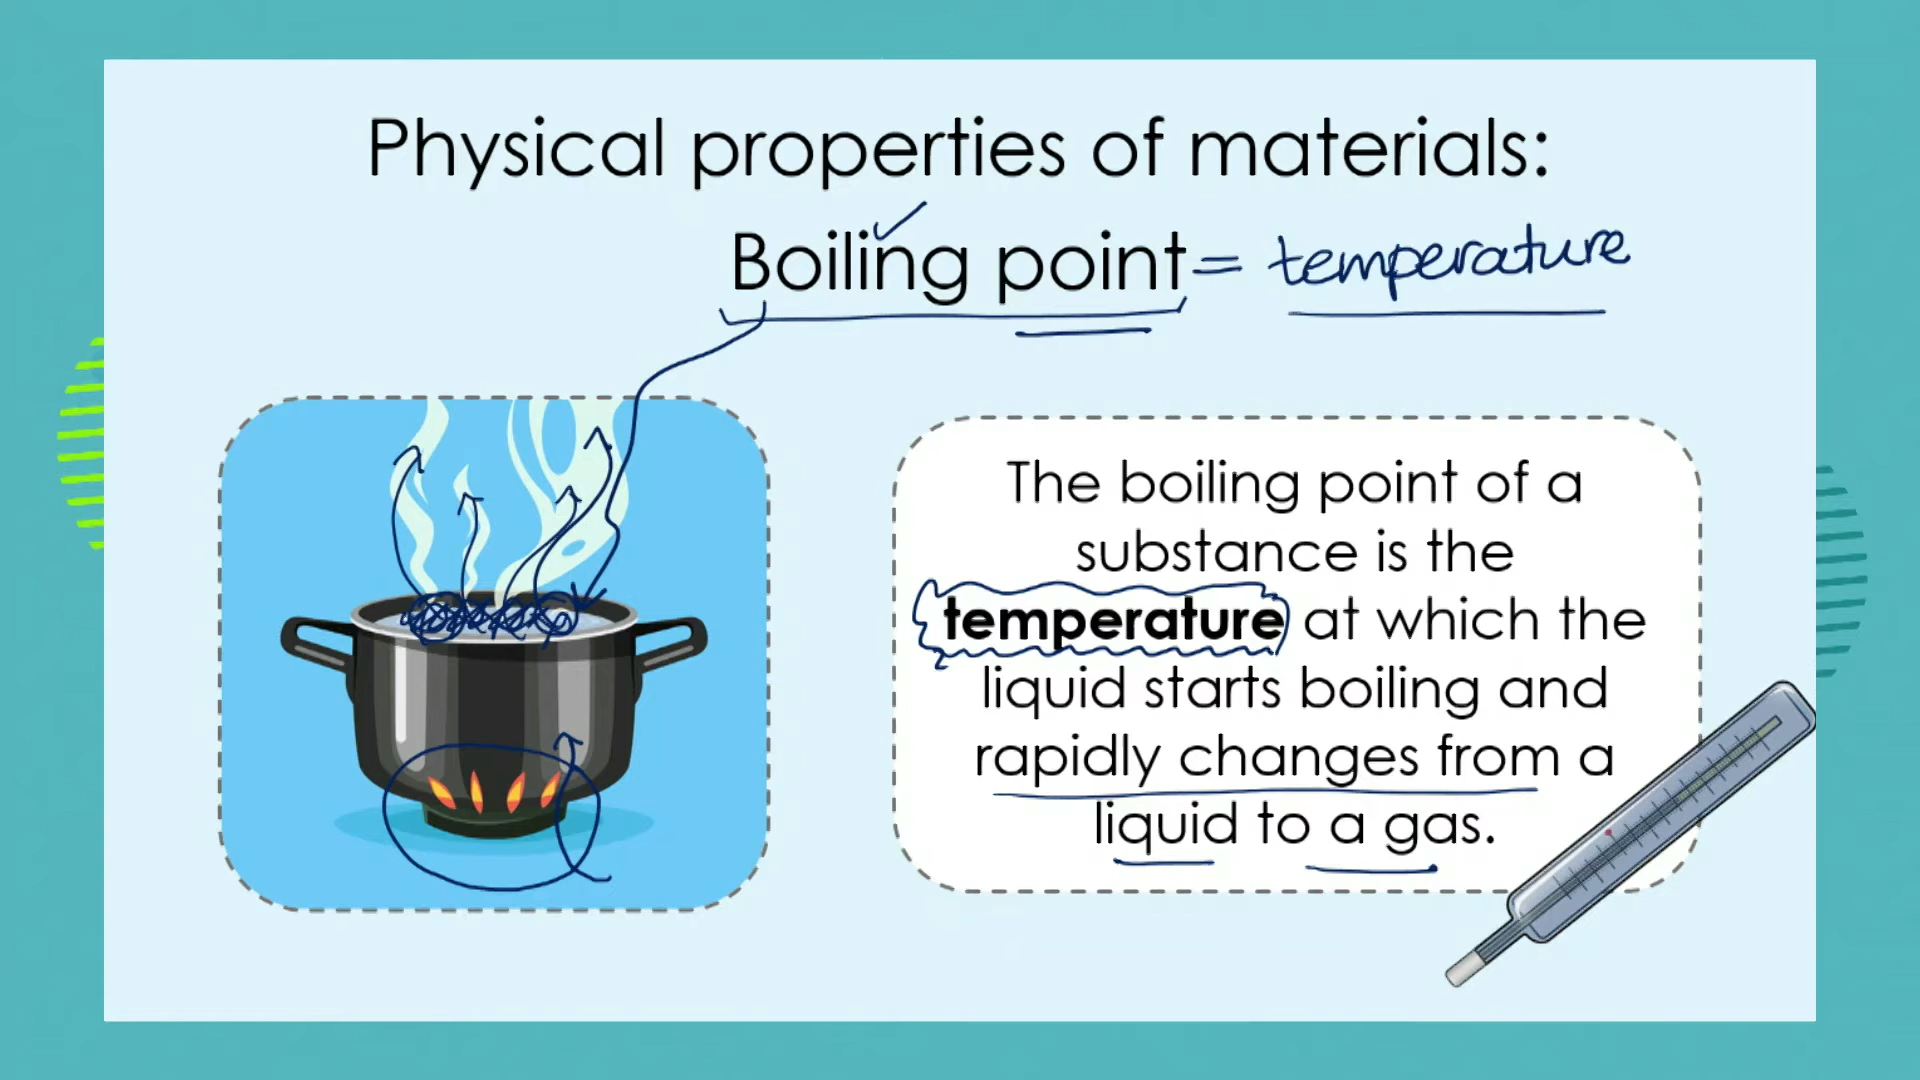 Physical properties of materials:
Boiling point = temperature
The boiling point of a
substance is the
temperature at which the
liquid starts boiling and
rapidly changes from a
liquid to a gas.